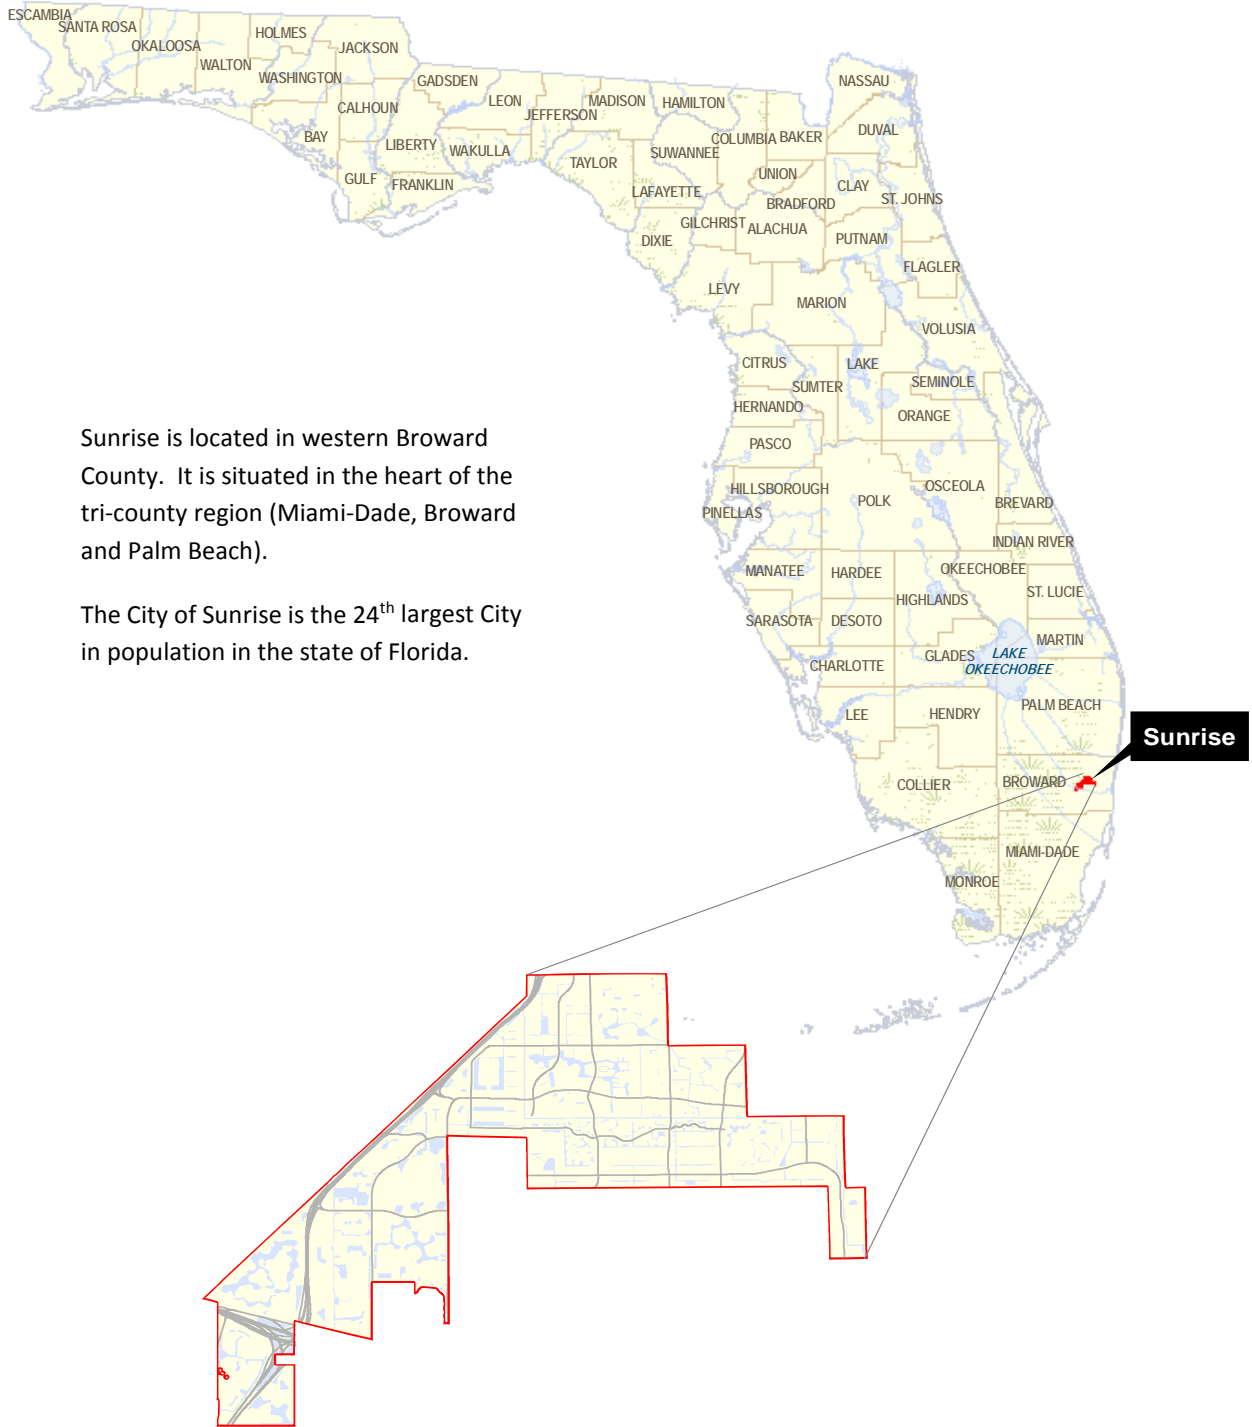 ESCAMBIA
SANTA ROSA
OKALOOSA
WALTON
HOLMES
WASHINGTON
JACKSON
CALHOUN
BAY
GULF
GADSDEN
LIBERTY
FRANKLIN
LEON
WAKULLA
JEFFERSON
MADISON
TAYLOR
HAMILTON
SUWANNEE
LAFAYETTE
DIXIE
COLUMBIA
BAKER
UNION
BRADFORD
GILCHRIST
ALACHUA
NASSAU
DUVAL
CLAY
ST. JOHNS
PUTNAM
FLAGLER
LEVY
MARION
VOLUSIA
CITRUS
SUMTER
LAKE
SEMINOLE
HERNANDO
ORANGE
PASCO
HILLSBOROUGH
PINELLAS
POLK
OSCEOLA
BREVARD
INDIAN RIVER
MANATEE
HARDEE
OKEECHOBEE
HIGHLANDS
ST. LUCIE
SARASOTA
DESOTO
MARTIN
CHARLOTTE
GLADES
LAKE
OKEECHOBEE
LEE
HENDRY
PALM BEACH
COLLIER
BROWARD
MIAMI-DADE
MONROE
Sunrise
Sunrise is located in western Broward
County. It is situated in the heart of the
tri-county region (Miami-Dade, Broward
and Palm Beach).
The City of Sunrise is the 24th largest City
in population in the state of Florida.